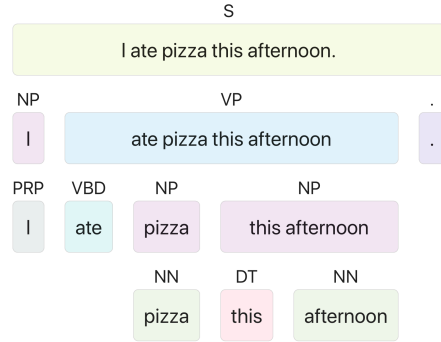 S
I ate pizza this afternoon.
NP VP .
I ate pizza this afternoon .
PRP VBD NP NP
I ate pizza this afternoon
NN DT NN
pizza this afternoon